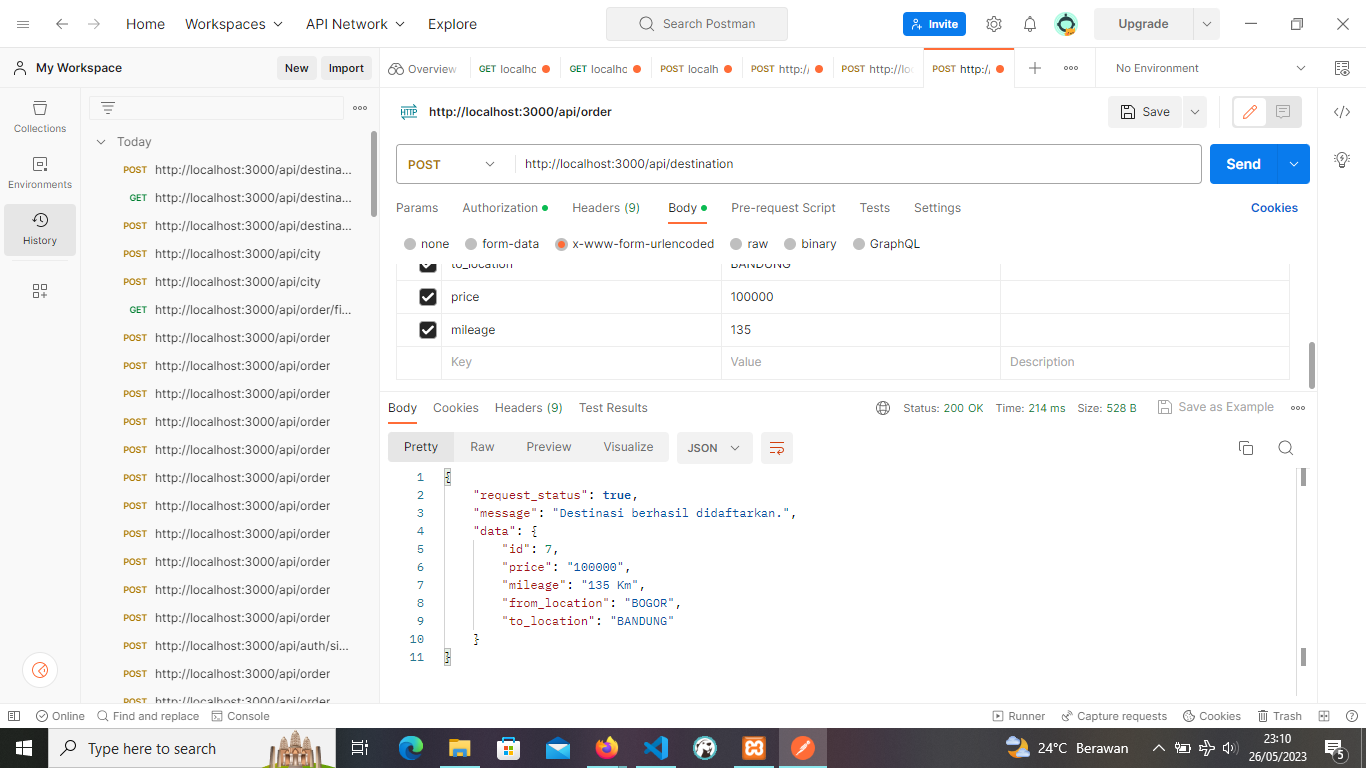 Home Workspaces API Network Explore Search Postman Invite Upgrade
My Workspace New Import Overview GET localhc GET localhc POST localh POST http:/ POST http://loc POST http:/ No Environment
Collections
Environments
History
Today
POST http://localhost:3000/api/destina...
GET http://localhost:3000/api/destina...
POST http://localhost:3000/api/destina...
POST http://localhost:3000/api/city
POST http://localhost:3000/api/city
GET http://localhost:3000/api/order/fi...
POST http://localhost:3000/api/order
POST http://localhost:3000/api/order
POST http://localhost:3000/api/order
POST http://localhost:3000/api/order
POST http://localhost:3000/api/order
POST http://localhost:3000/api/order
POST http://localhost:3000/api/order
POST http://localhost:3000/api/order
POST http://localhost:3000/api/order
POST http://localhost:3000/api/order
POST http://localhost:3000/api/order
POST http://localhost:3000/api/auth/si...
POST http://localhost:3000/api/order
POST http://localhost:3000/api/order
HTTP http://localhost:3000/api/order Save
POST http://localhost:3000/api/destination Send
Params Authorization Headers (9) Body Pre-request Script Tests Settings Cookies
none form-data x-www-form-urlencoded raw binary GraphQL
to_location BANDUNG
price 100000
mileage 135
Key Value Description
Body Cookies Headers (9) Test Results Status: 200 OK Time: 214 ms Size: 528 B Save as Example
Pretty Raw Preview Visualize JSON
1 {
2 "request_status": true,
3 "message": "Destinasi berhasil didaftarkan.",
4 "data": {
5 "id": 7,
6 "price": "100000",
7 "mileage": "135 Km",
8 "from_location": "BOGOR",
9 "to_location": "BANDUNG"
10 }
11 }
Online Find and replace Console Runner Capture requests Cookies Trash
Type here to search 24°C Berawan 23:10
26/05/2023 5